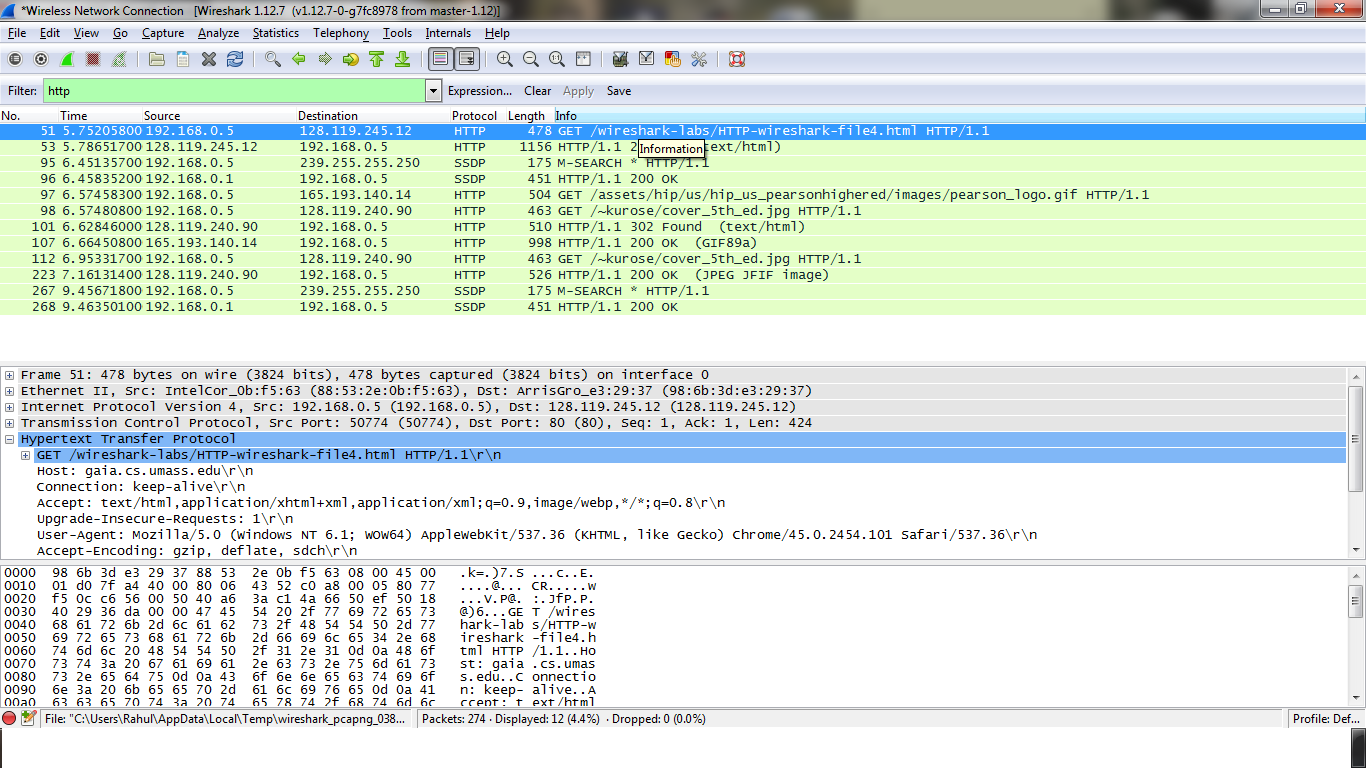 *Wireless Network Connection [Wireshark 1.12.7 (v1.12.7-0-g7fc8978 from master-1.12)]
File Edit View Go Capture Analyze Statistics Telephony Tools Internals Help
Filter: http Expression... Clear Apply Save
No. Time Source Destination Protocol Length Info
51 5.75205800 192.168.0.5 128.119.245.12 HTTP 478 GET /wireshark-labs/HTTP-wireshark-file4.html HTTP/1.1
53 5.78651700 128.119.245.12 192.168.0.5 HTTP 1156 HTTP/1.1 2 ext/html)
Information
95 6.45135700 192.168.0.5 239.255.255.250 SSDP 175 M-SEARCH * HTTP/1.1
96 6.45835200 192.168.0.1 192.168.0.5 SSDP 451 HTTP/1.1 200 OK
97 6.57458300 192.168.0.5 165.193.140.14 HTTP 504 GET /assets/hip/us/hip_us_pearsonhighered/images/pearson_logo.gif HTTP/1.1
98 6.57480800 192.168.0.5 128.119.240.90 HTTP 463 GET /~kurose/cover_5th_ed.jpg HTTP/1.1
101 6.62846000 128.119.240.90 192.168.0.5 HTTP 510 HTTP/1.1 302 Found (text/html)
107 6.66450800 165.193.140.14 192.168.0.5 HTTP 998 HTTP/1.1 200 OK (GIF89a)
112 6.95331700 192.168.0.5 128.119.240.90 HTTP 463 GET /~kurose/cover_5th_ed.jpg HTTP/1.1
223 7.16131400 128.119.240.90 192.168.0.5 HTTP 526 HTTP/1.1 200 OK (JPEG JFIF image)
267 9.45671800 192.168.0.5 239.255.255.250 SSDP 175 M-SEARCH * HTTP/1.1
268 9.46350100 192.168.0.1 192.168.0.5 SSDP 451 HTTP/1.1 200 OK
Frame 51: 478 bytes on wire (3824 bits), 478 bytes captured (3824 bits) on interface 0
Ethernet II, Src: IntelCor_0b:f5:63 (88:53:2e:0b:f5:63), Dst: ArrisGro_e3:29:37 (98:6b:3d:e3:29:37)
Internet Protocol Version 4, Src: 192.168.0.5 (192.168.0.5), Dst: 128.119.245.12 (128.119.245.12)
Transmission Control Protocol, Src Port: 50774 (50774), Dst Port: 80 (80), Seq: 1, Ack: 1, Len: 424
Hypertext Transfer Protocol
GET /wireshark-labs/HTTP-wireshark-file4.html HTTP/1.1\r\n
Host: gaia.cs.umass.edu\r\n
Connection: keep-alive\r\n
Accept: text/html,application/xhtml+xml,application/xml;q=0.9,image/webp,*/*;q=0.8\r\n
Upgrade-Insecure-Requests: 1\r\n
User-Agent: Mozilla/5.0 (Windows NT 6.1; WOW64) AppleWebKit/537.36 (KHTML, like Gecko) Chrome/45.0.2454.101 Safari/537.36\r\n
Accept-Encoding: gzip, deflate, sdch\r\n
0000 98 6b 3d e3 29 37 88 53 2e 0b f5 63 08 00 45 00 .k=.)7.S ...c..E.
0010 01 d0 7f a4 40 00 80 06 43 52 c0 a8 00 05 80 77 ....@... CR.....w
0020 f5 0c c6 56 00 50 40 a6 3a c1 4a 66 50 ef 50 18 ...V.P@. :.JfP.P.
0030 40 29 36 da 00 00 47 45 54 20 2f 77 69 72 65 73 @)6...GE T /wires
0040 68 61 72 6b 2d 6c 61 62 73 2f 48 54 54 50 2d 77 hark-lab s/HTTP-w
0050 69 72 65 73 68 61 72 6b 2d 66 69 6c 65 34 2e 68 ireshark -file4.h
0060 74 6d 6c 20 48 54 54 50 2f 31 2e 31 0d 0a 48 6f tml HTTP /1.1..Ho
0070 73 74 3a 20 67 61 69 61 2e 63 73 2e 75 6d 61 73 st: gaia .cs.umas
0080 73 2e 65 64 75 0d 0a 43 6f 6e 6e 65 63 74 69 6f s.edu..C onnectio
0090 6e 3a 20 6b 65 65 70 2d 61 6c 69 76 65 0d 0a 41 n: keep- alive..A
00a0 63 63 65 70 74 3a 20 74 65 78 74 2f 68 74 6d 6c ccept: t ext/html
File: "C:\Users\Rahul\AppData\Local\Temp\wireshark_pcapng_038... Packets: 274 · Displayed: 12 (4.4%) · Dropped: 0 (0.0%) Profile: Def...